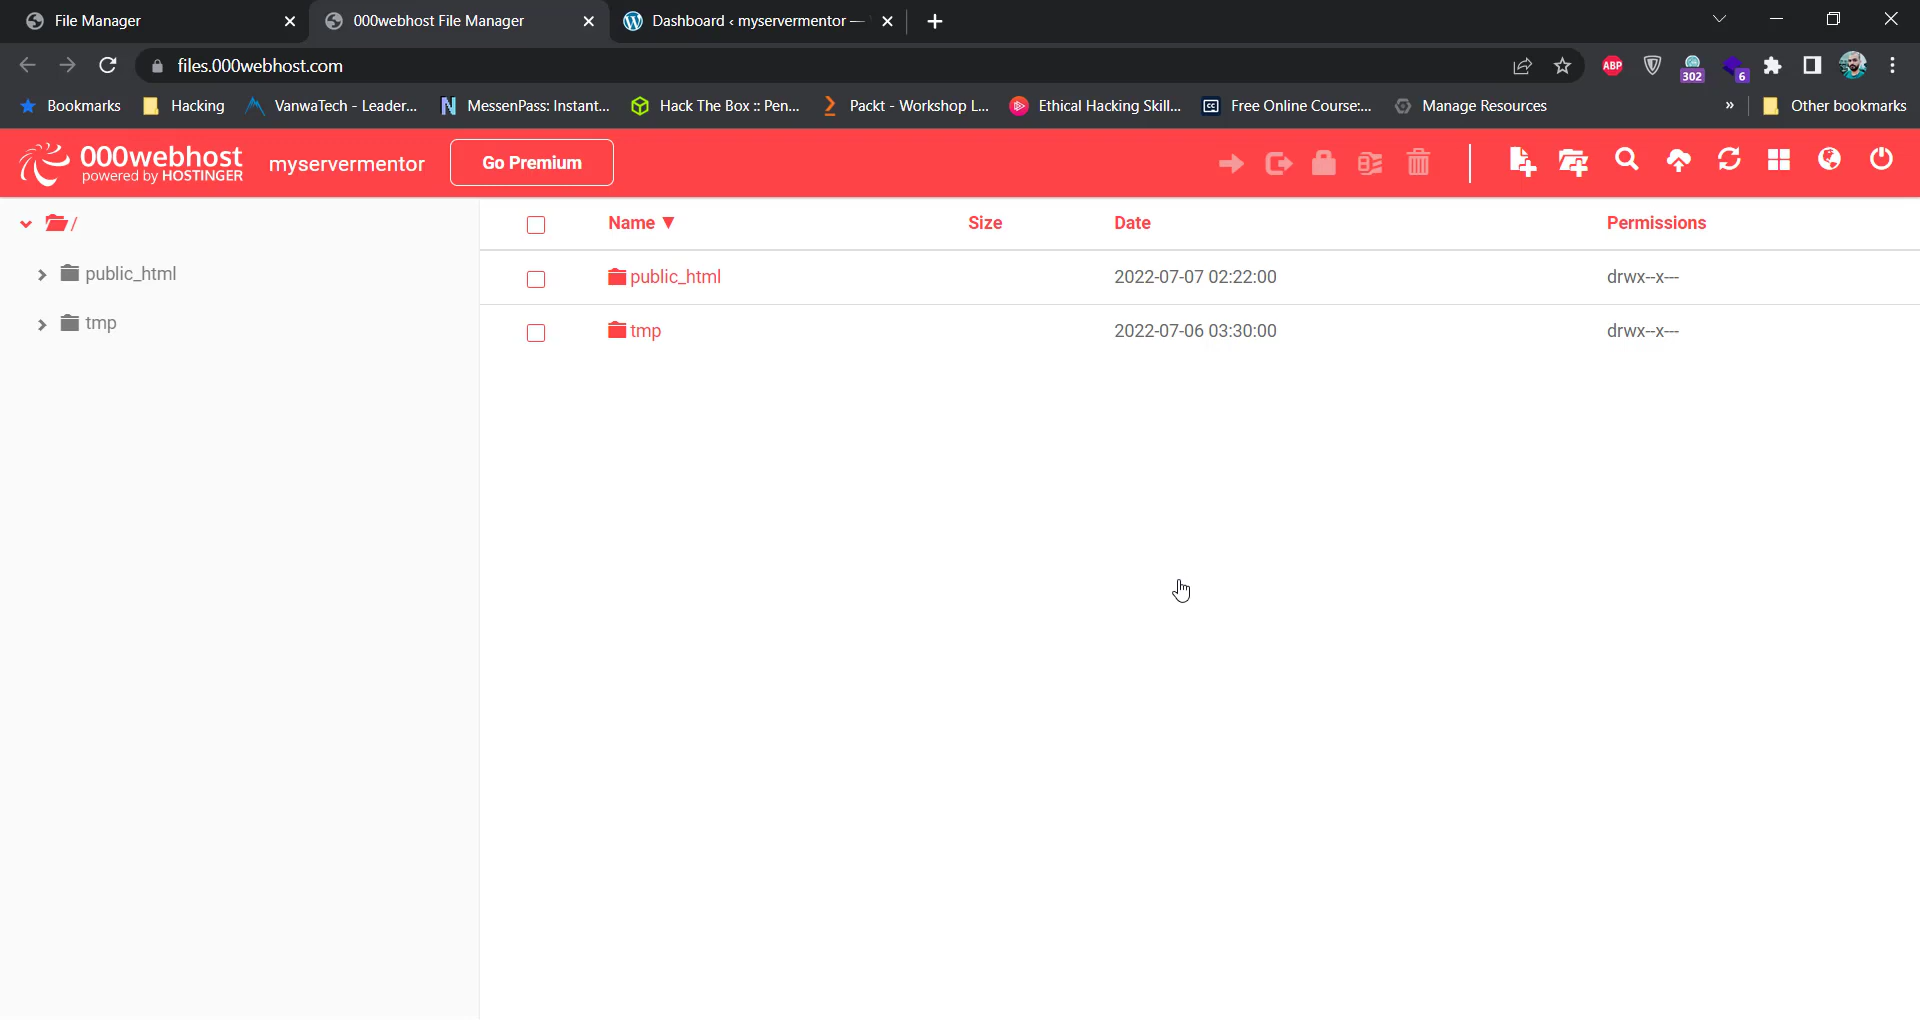 File Manager
000webhost File Manager
Dashboard ‹ myservermentor —
files.000webhost.com
ABP
302
6
Bookmarks
Hacking
VanwaTech - Leader...
MessenPass: Instant...
Hack The Box :: Pen...
Packt - Workshop L...
Ethical Hacking Skill...
Free Online Course:...
Manage Resources
»
Other bookmarks
000webhost
powered by HOSTINGER
myservermentor
Go Premium
/
public_html
tmp
Name ▼ Size Date Permissions
public_html 2022-07-07 02:22:00 drwx--x---
tmp 2022-07-06 03:30:00 drwx--x---